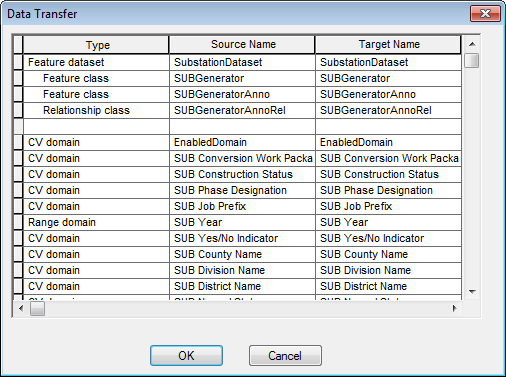 Data Transfer
Type Source Name Target Name
Feature dataset SubstationDataset SubstationDataset
Feature class SUBGenerator SUBGenerator
Feature class SUBGeneratorAnno SUBGeneratorAnno
Relationship class SUBGeneratorAnnoRel SUBGeneratorAnnoRel
CV domain EnabledDomain EnabledDomain
CV domain SUB Conversion Work Packa SUB Conversion Work Packa
CV domain SUB Construction Status SUB Construction Status
CV domain SUB Phase Designation SUB Phase Designation
CV domain SUB Job Prefix SUB Job Prefix
Range domain SUB Year SUB Year
CV domain SUB Yes/No Indicator SUB Yes/No Indicator
CV domain SUB County Name SUB County Name
CV domain SUB Division Name SUB Division Name
CV domain SUB District Name SUB District Name
OK Cancel